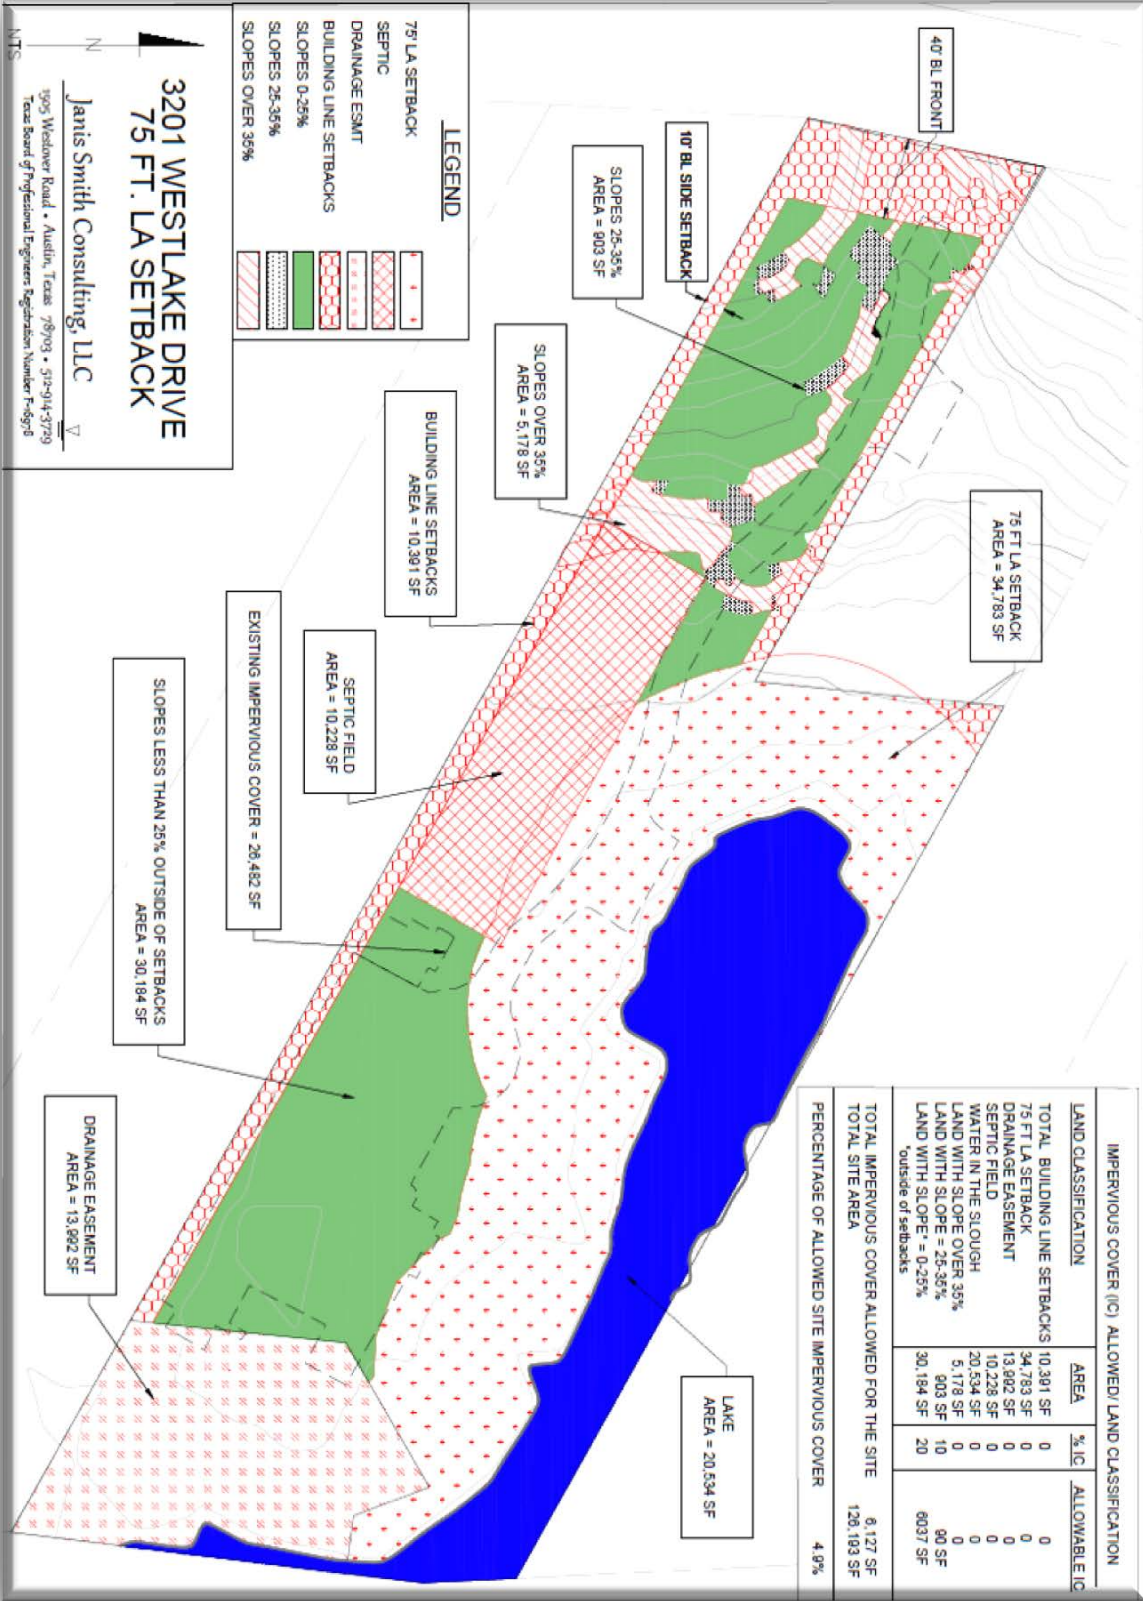 40' BL FRONT
10' BL SIDE SETBACK
SLOPES 25-35%
AREA = 903 SF
SLOPES OVER 35%
AREA = 5,178 SF
BUILDING LINE SETBACKS
AREA = 10,391 SF
SEPTIC FIELD
AREA = 10,228 SF
EXISTING IMPERVIOUS COVER = 26,482 SF
SLOPES LESS THAN 25% OUTSIDE OF SETBACKS
AREA = 30,184 SF
DRAINAGE EASEMENT
AREA = 13,992 SF
75 FT LA SETBACK
AREA = 34,783 SF
LAKE
AREA = 20,534 SF
IMPERVIOUS COVER (IC) ALLOWED/ LAND CLASSIFICATION
LAND CLASSIFICATION AREA % IC ALLOWABLE IC
TOTAL BUILDING LINE SETBACKS 10,391 SF 0 0
75 FT LA SETBACK 34,783 SF 0 0
DRAINAGE EASEMENT 13,992 SF 0 0
SEPTIC FIELD 10,228 SF 0 0
WATER IN THE SLOUGH 20,534 SF 0 0
LAND WITH SLOPE OVER 35% 5,178 SF 0 0
LAND WITH SLOPE = 25-35% 903 SF 10 90 SF
LAND WITH SLOPE* = 0-25% 30,184 SF 20 6037 SF
*outside of setbacks
TOTAL IMPERVIOUS COVER ALLOWED FOR THE SITE 6,127 SF
TOTAL SITE AREA 126,193 SF
PERCENTAGE OF ALLOWED SITE IMPERVIOUS COVER 4.9%
LEGEND
75' LA SETBACK
SEPTIC
DRAINAGE ESMT
BUILDING LINE SETBACKS
SLOPES 0-25%
SLOPES 25-35%
SLOPES OVER 35%
N
NTS
3201 WESTLAKE DRIVE
75 FT. LA SETBACK
Janis Smith Consulting, LLC
1505 Westover Road • Austin, Texas 78703 • 512-914-3729
Texas Board of Professional Engineers Registration Number F-16978